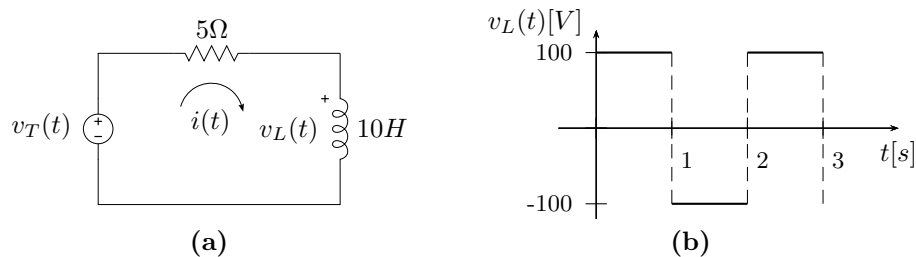 5Ω
v_T(t)
i(t)
v_L(t)
10H
+
+
−
(a)
v_L(t)[V]
100
-100
1
2
3
t[s]
(b)